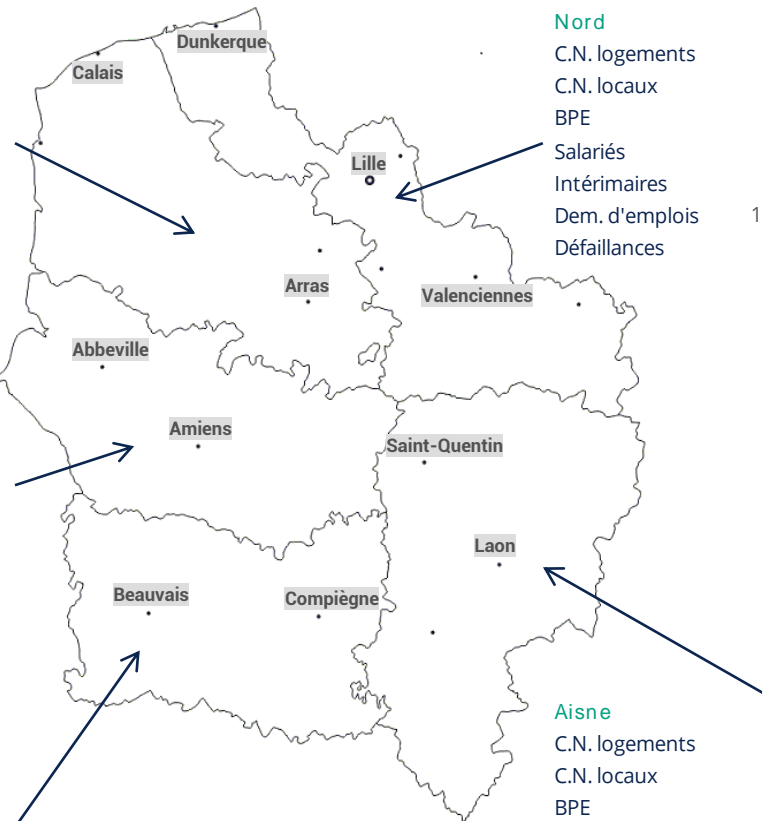 Dunkerque
Calais
Lille
Arras
Valenciennes
Abbeville
Amiens
Saint-Quentin
Laon
Beauvais
Compiègne
Nord
C.N. logements
C.N. locaux
BPE
Salariés
Intérimaires
Dem. d'emplois 1
Défaillances
Aisne
C.N. logements
C.N. locaux
BPE